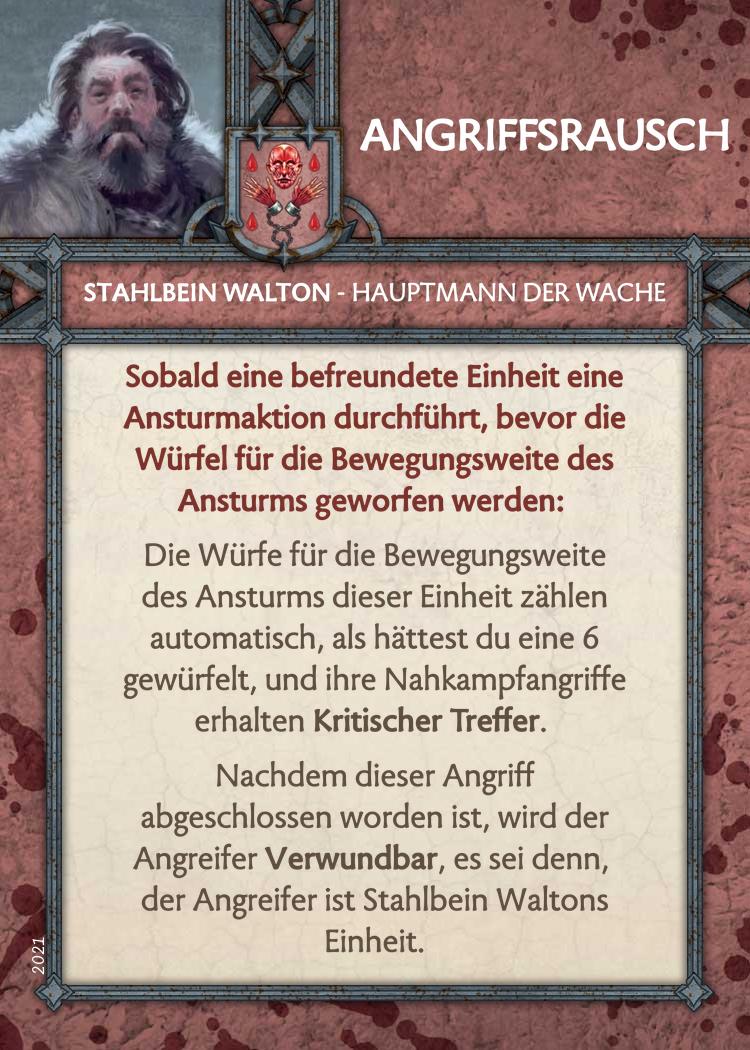 ANGRIFFSRAUSCH
STAHLBEIN WALTON - HAUPTMANN DER WACHE
Sobald eine befreundete Einheit eine
Ansturmaktion durchführt, bevor die
Würfel für die Bewegungsweite des
Ansturms geworfen werden:
Die Würfe für die Bewegungsweite
des Ansturms dieser Einheit zählen
automatisch, als hättest du eine 6
gewürfelt, und ihre Nahkampfangriffe
erhalten Kritischer Treffer.
Nachdem dieser Angriff
abgeschlossen worden ist, wird der
Angreifer Verwundbar, es sei denn,
der Angreifer ist Stahlbein Waltons
Einheit.
2021